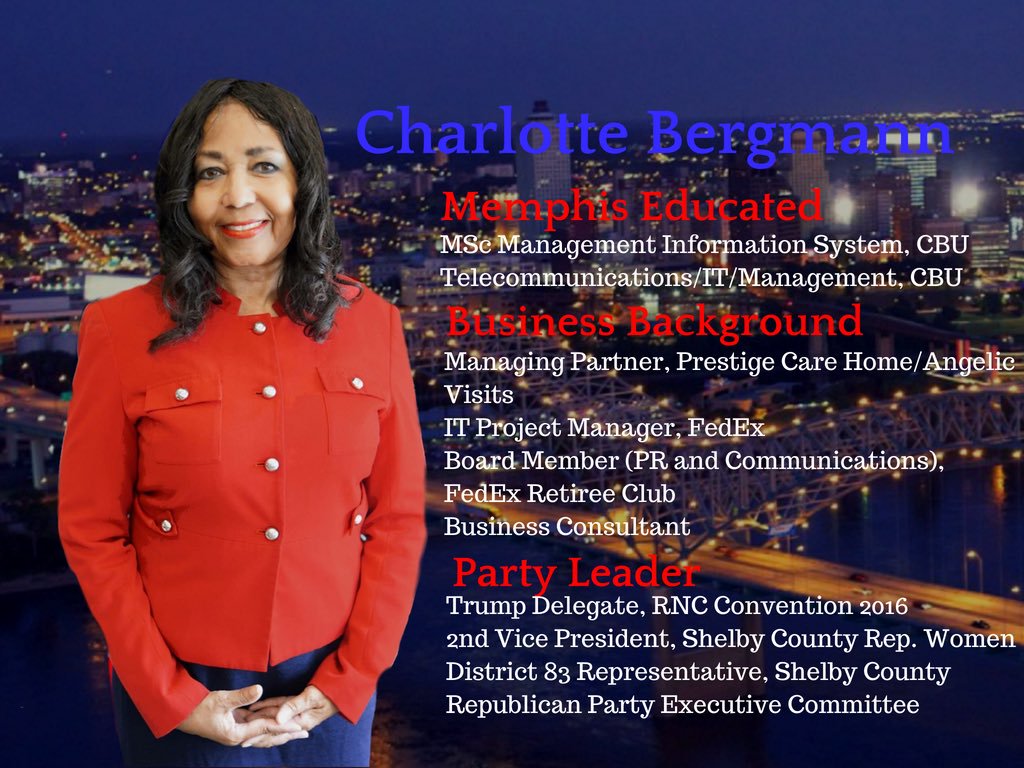 Charlotte Bergmann
Memphis Educated
MSc Management Information System, CBU
Telecommunications/IT/Management, CBU
Business Background
Managing Partner, Prestige Care Home/Angelic
Visits
IT Project Manager, FedEx
Board Member (PR and Communications),
FedEx Retiree Club
Business Consultant
Party Leader
Trump Delegate, RNC Convention 2016
2nd Vice President, Shelby County Rep. Women
District 83 Representative, Shelby County
Republican Party Executive Committee